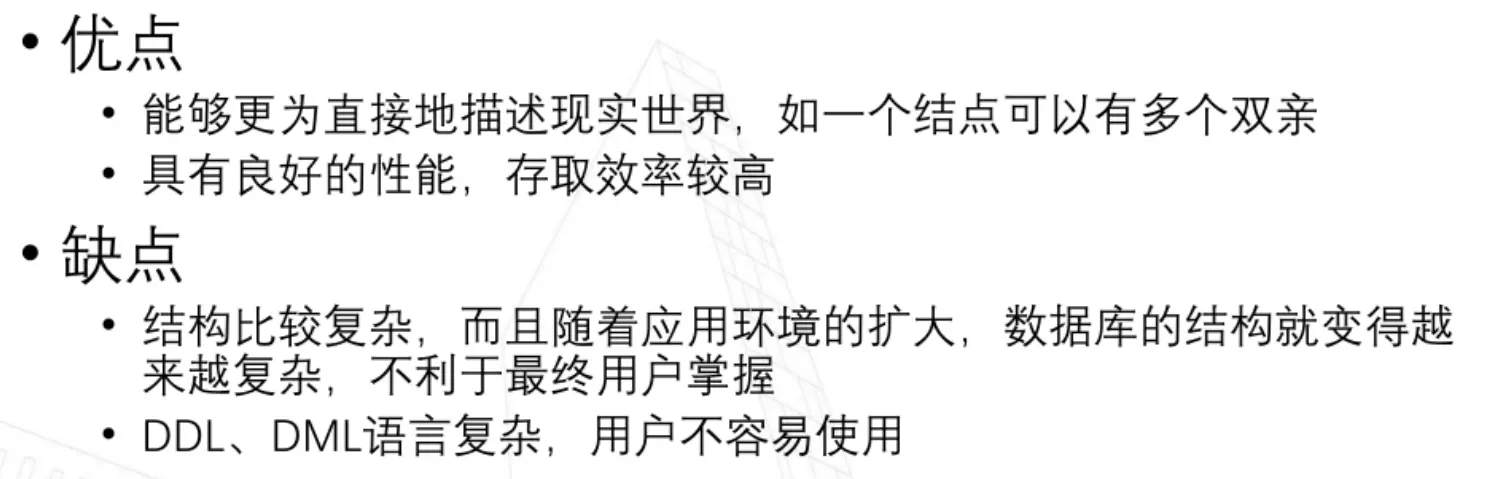 • 优点
• 能够更为直接地描述现实世界，如一个结点可以有多个双亲
• 具有良好的性能，存取效率较高
• 缺点
• 结构比较复杂，而且随着应用环境的扩大，数据库的结构就变得越
来越复杂，不利于最终用户掌握
• DDL、DML语言复杂，用户不容易使用